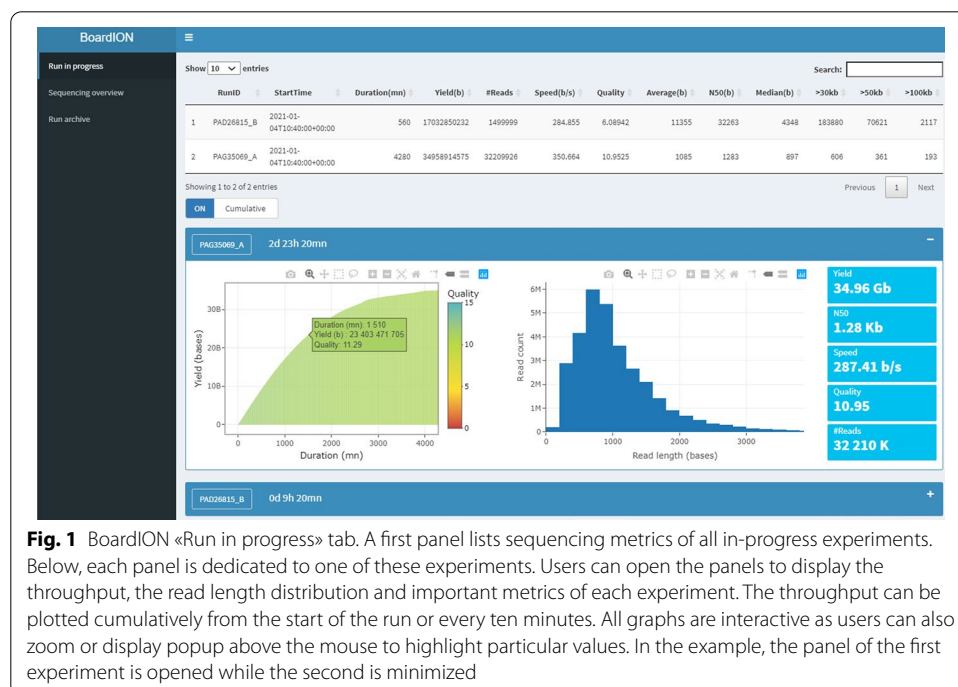 BoardION
Run in progress
Sequencing overview
Run archive
Show 10 entries
Search:
RunID StartTime Duration(mn) Yield(b) #Reads Speed(b/s) Quality Average(b) N50(b) Median(b) >30kb >50kb >100kb
1 PAD26815_B 2021-01-04T10:40:00+00:00 560 17032850232 1499999 284.855 6.08942 11355 32263 4348 183880 70621 2117
2 PAG35069_A 2021-01-04T10:40:00+00:00 4280 34958914575 32209926 350.664 10.9525 1085 1283 897 606 361 193
Showing 1 to 2 of 2 entries
Previous 1 Next
ON Cumulative
PAG35069_A 2d 23h 20mn
Yield (bases)
30B
20B
10B
0
0 1000 2000 3000 4000
Duration (mn)
Duration (mn): 1 510
Yield (b) : 23 403 471 705
Quality: 11.29
Quality
15
10
5
0
Read count
6M
5M
4M
3M
2M
1M
0
0 1000 2000 3000
Read length (bases)
Yield
34.96 Gb
N50
1.28 Kb
Speed
287.41 b/s
Quality
10.95
#Reads
32 210 K
PAD26815_B 0d 9h 20mn
Fig. 1 BoardION «Run in progress» tab. A first panel lists sequencing metrics of all in-progress experiments.
Below, each panel is dedicated to one of these experiments. Users can open the panels to display the
throughput, the read length distribution and important metrics of each experiment. The throughput can be
plotted cumulatively from the start of the run or every ten minutes. All graphs are interactive as users can also
zoom or display popup above the mouse to highlight particular values. In the example, the panel of the first
experiment is opened while the second is minimized